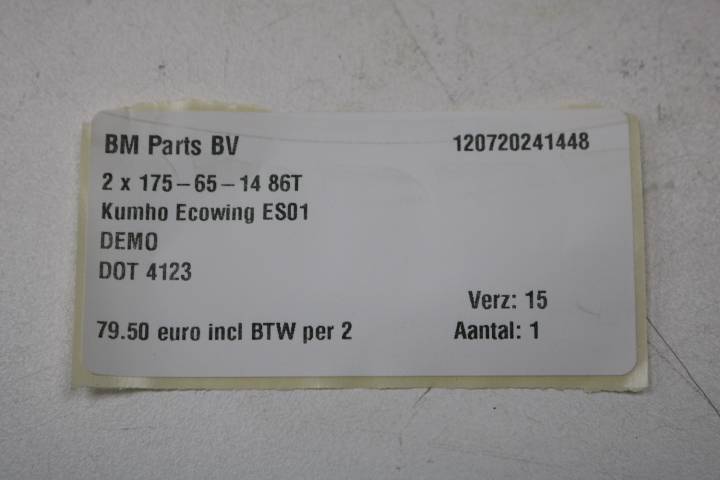 BM Parts BV 120720241448
2 x 175-65-14 86T
Kumho Ecowing ES01
DEMO
DOT 4123
Verz: 15
79.50 euro incl BTW per 2 Aantal: 1